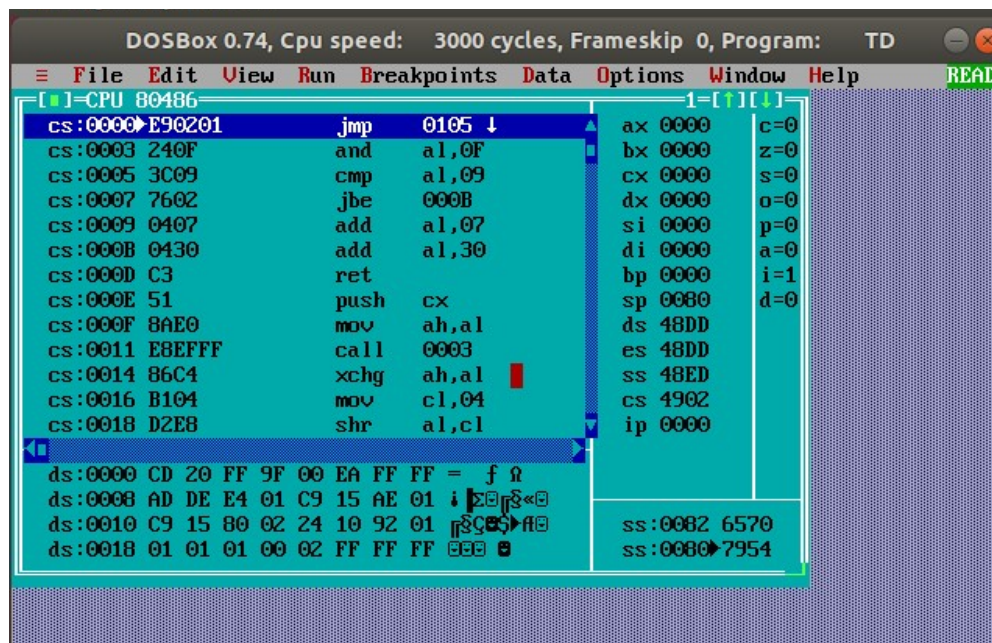 DOSBox 0.74, Cpu speed: 3000 cycles, Frameskip 0, Program: TD
≡ File Edit View Run Breakpoints Data Options Window Help READ
[■]=CPU 80486 1=[↑][↓]
cs:0000►E90201 jmp 0105 ↓ ax 0000 c=0
cs:0003 240F and al,0F bx 0000 z=0
cs:0005 3C09 cmp al,09 cx 0000 s=0
cs:0007 7602 jbe 000B dx 0000 o=0
cs:0009 0407 add al,07 si 0000 p=0
cs:000B 0430 add al,30 di 0000 a=0
cs:000D C3 ret bp 0000 i=1
cs:000E 51 push cx sp 0080 d=0
cs:000F 8AE0 mov ah,al ds 48DD
cs:0011 E8EFFF call 0003 es 48DD
cs:0014 86C4 xchg ah,al ss 48ED
cs:0016 B104 mov cl,04 cs 4902
cs:0018 D2E8 shr al,cl ip 0000
ds:0000 CD 20 FF 9F 00 EA FF FF = ƒ Ω
ds:0008 AD DE E4 01 C9 15 AE 01 ¡▐Σ☺╔§«☺
ds:0010 C9 15 80 02 24 10 92 01 ╔§Ç☻$►Æ☺ ss:0082 6570
ds:0018 01 01 01 00 02 FF FF FF ☺☺☺ ☻ ss:0080►7954